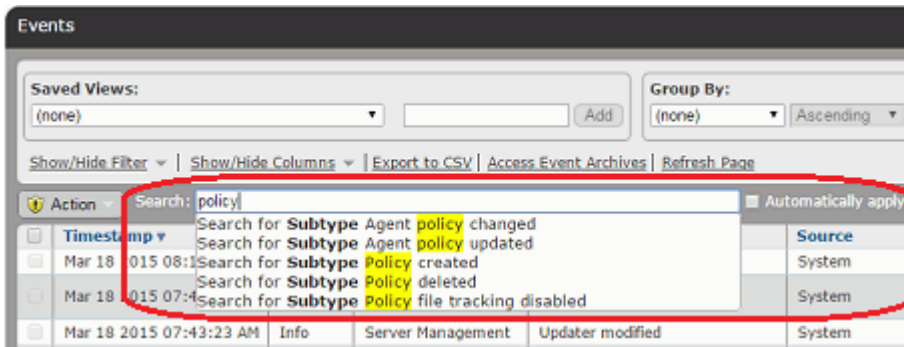 Events
Saved Views:
Group By:
(none)
Add
(none)
Ascending
Show/Hide Filter | Show/Hide Columns | Export to CSV | Access Event Archives | Refresh Page
Action
Search: policy
Automatically apply
Search for Subtype Agent policy changed
Search for Subtype Agent policy updated
Search for Subtype Policy created
Search for Subtype Policy deleted
Search for Subtype Policy file tracking disabled
Timestamp
Source
Mar 18 2015 08:1
System
Mar 18 2015 07:4
System
Mar 18 2015 07:43:23 AM Info Server Management Updater modified System